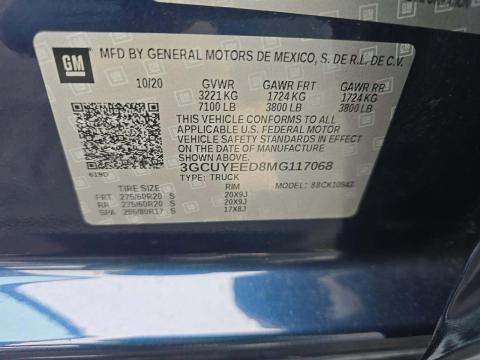 GM
MFD BY GENERAL MOTORS DE MEXICO, S. DE R.L. DE C.V.
10/20 GVWR GAWR FRT GAWR RR
3221 KG 1724 KG 1724 KG
7100 LB 3800 LB 3800 LB
THIS VEHICLE CONFORMS TO ALL
APPLICABLE U.S. FEDERAL MOTOR
VEHICLE SAFETY STANDARDS IN EFFECT
ON THE DATE OF MANUFACTURE
SHOWN ABOVE.
3GCUYEED8MG117068
TYPE: TRUCK MODEL:
TIRE SIZE RIM
FRT 275/60R20 S 20X9J
RR 275/60R20 S 20X9J
SPA S 17X8J